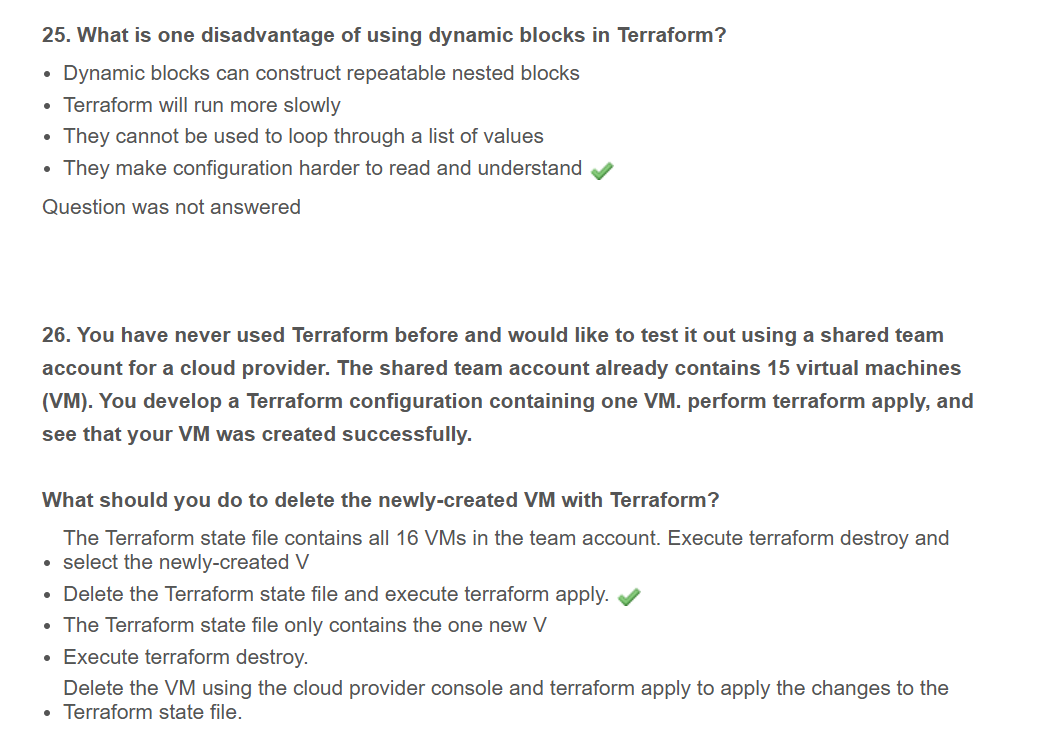 25. What is one disadvantage of using dynamic blocks in Terraform?
• Dynamic blocks can construct repeatable nested blocks
• Terraform will run more slowly
• They cannot be used to loop through a list of values
• They make configuration harder to read and understand
Question was not answered
26. You have never used Terraform before and would like to test it out using a shared team
account for a cloud provider. The shared team account already contains 15 virtual machines
(VM). You develop a Terraform configuration containing one VM. perform terraform apply, and
see that your VM was created successfully.
What should you do to delete the newly-created VM with Terraform?
The Terraform state file contains all 16 VMs in the team account. Execute terraform destroy and
• select the newly-created V
• Delete the Terraform state file and execute terraform apply.
• The Terraform state file only contains the one new V
• Execute terraform destroy.
Delete the VM using the cloud provider console and terraform apply to apply the changes to the
• Terraform state file.